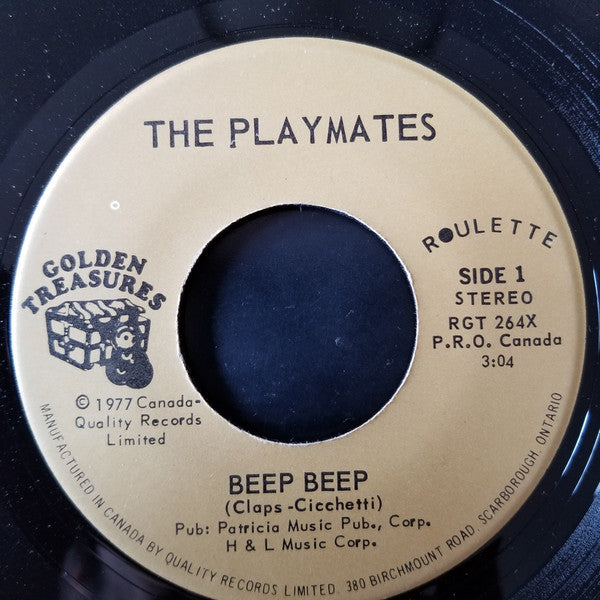 THE PLAYMATES
GOLDEN
TREASURES
© 1977 Canada-
Quality Records
Limited
ROULETTE
SIDE 1
STEREO
RGT 264X
P.R.O. Canada
3:04
BEEP BEEP
(Claps -Cicchetti)
Pub: Patricia Music Pub., Corp.
H & L Music Corp.
MANUFACTURED IN CANADA BY QUALITY RECORDS LIMITED. 380 BIRCHMOUNT ROAD. SCARBOROUGH. ONTARIO